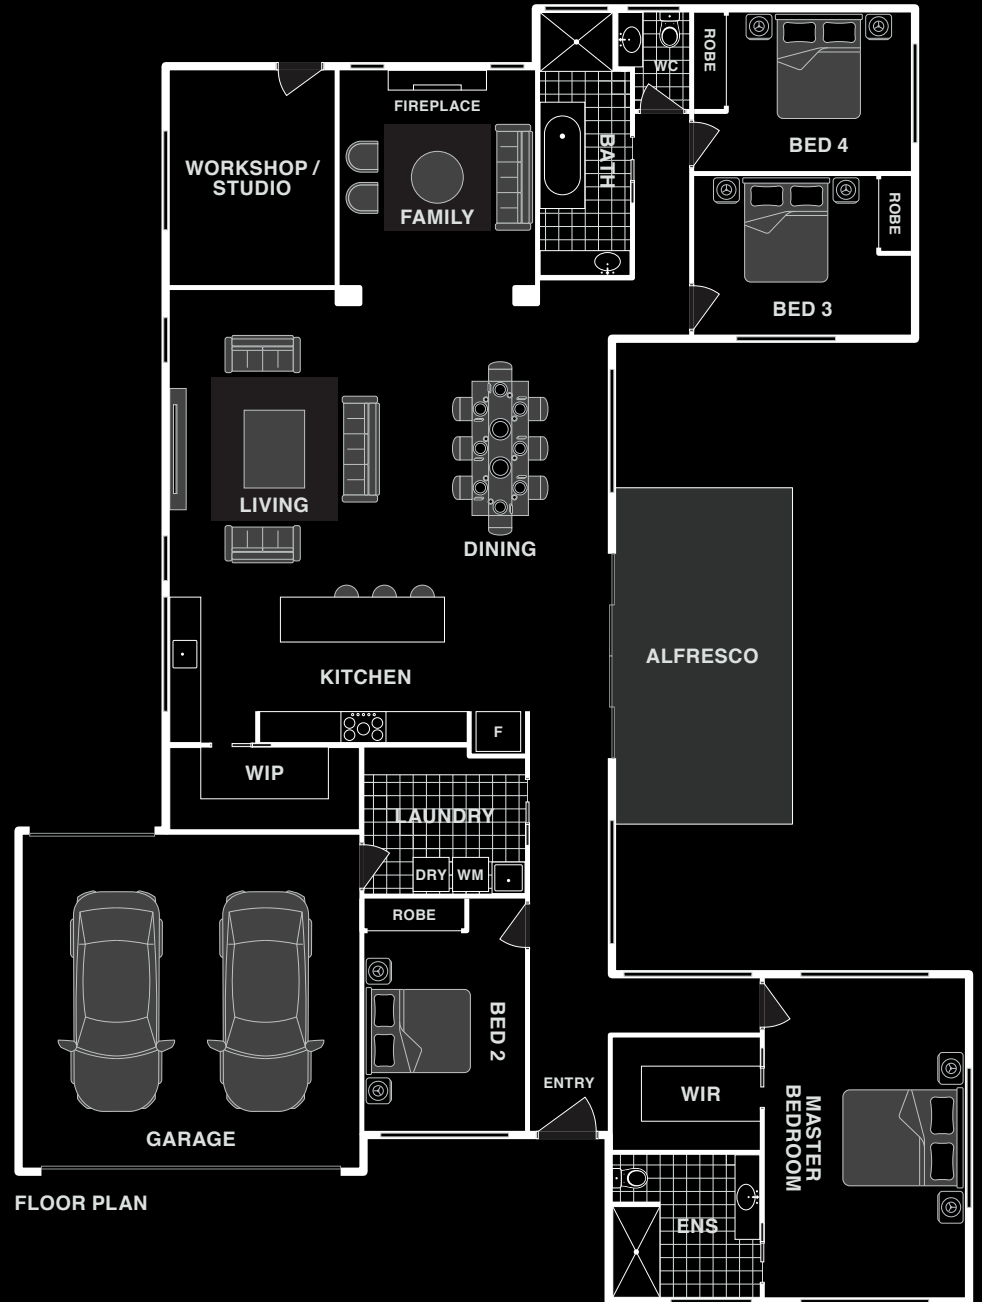 WC
ROBE
FIREPLACE
BED 4
BATH
WORKSHOP /
STUDIO
FAMILY
ROBE
BED 3
LIVING
DINING
ALFRESCO
KITCHEN
F
WIP
LAUNDRY
DRY
WM
ROBE
BED 2
ENTRY
WIR
MASTER
BEDROOM
GARAGE
FLOOR PLAN
ENS